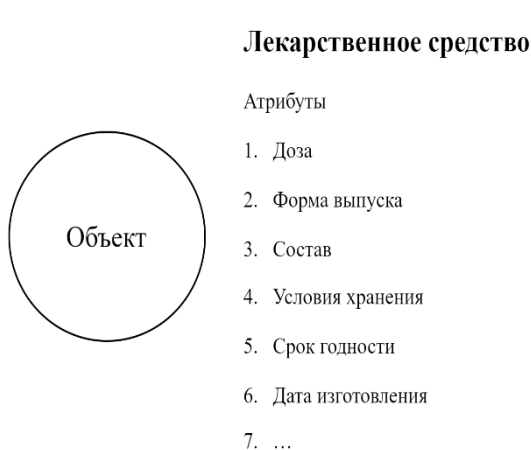 Лекарственное средство
Атрибуты
1. Доза
2. Форма выпуска
Объект
3. Состав
4. Условия хранения
5. Срок годности
6. Дата изготовления
7. …